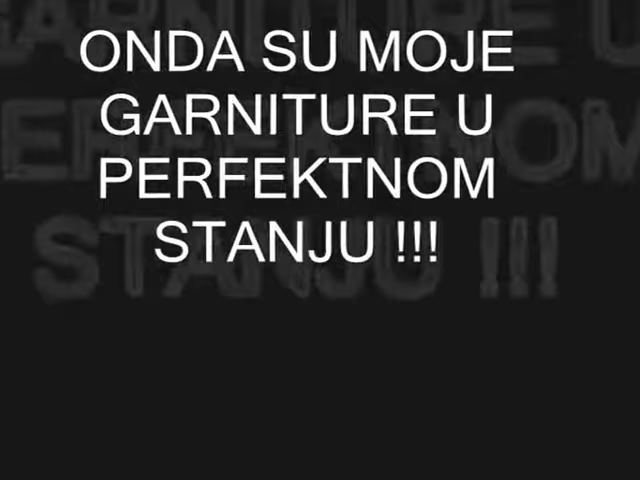 ONDA SU MOJE
GARNITURE U
PERFEKTNOM
STANJU !!!